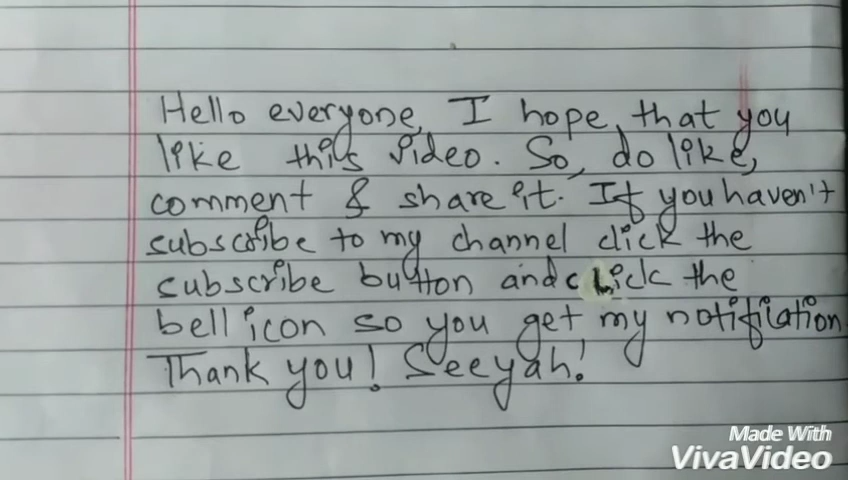 Hello everyone, I hope, that you
like this video. So, do like,
comment & share it. If you haven't
subscribe to my channel click the
subscribe button and click the
bell icon so you get my notifiation
Thank you! Seeyah!
Made With
VivaVideo